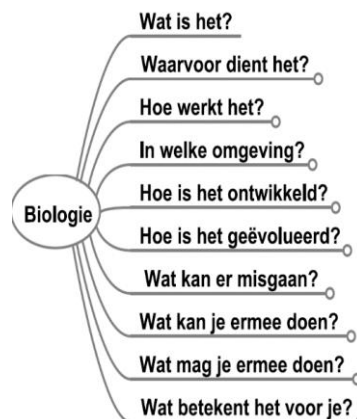 Wat is het?
Waarvoor dient het?
Hoe werkt het?
In welke omgeving?
Biologie
Hoe is het ontwikkeld?
Hoe is het geëvolueerd?
Wat kan er misgaan?
Wat kan je ermee doen?
Wat mag je ermee doen?
Wat betekent het voor je?